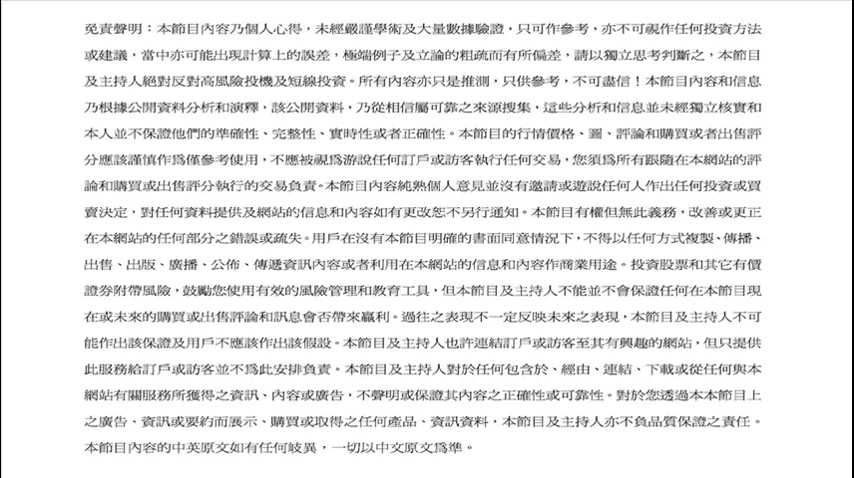 免責聲明：本節目內容乃個人心得，未經嚴謹學術及大量數據驗證，只可作參考，亦不可視作任何投資方法
或建議，當中亦可能出現計算上的誤差，極端例子及立論的粗疏而有所偏差，請以獨立思考判斷之，本節目
及主持人絕對反對高風險投機及短線投資。所有內容亦只是推測，只供參考，不可盡信！本節目內容和信息
乃根據公開資料分析和演釋，該公開資料，乃從相信屬可靠之來源搜集，這些分析和信息並未經獨立核實和
本人並不保證他們的準確性、完整性、實時性或者正確性。本節目的行情價格、圖、評論和購買或者出售評
分應該謹慎作爲僅參考使用，不應被視爲游說任何訂戶或訪客執行任何交易，您須爲所有跟隨在本網站的評
論和購買或出售評分執行的交易負責。本節目內容純熟個人意見並沒有邀請或遊說任何人作出任何投資或買
賣決定，對任何資料提供及網站的信息和內容如有更改恕不另行通知。本節目有權但無此義務，改善或更正
在本網站的任何部分之錯誤或疏失。用戶在沒有本節目明確的書面同意情況下，不得以任何方式複製、傳播、
出售、出版、廣播、公佈、傳遞資訊內容或者利用在本網站的信息和內容作商業用途。投資股票和其它有價
證券附帶風險，鼓勵您使用有效的風險管理和教育工具，但本節目及主持人不能並不會保證任何在本節目現
在或未來的購買或出售評論和訊息會否帶來贏利。過往之表現不一定反映未來之表現，本節目及主持人不可
能作出該保證及用戶不應該作出該假設。本節目及主持人也許連結訂戶或訪客至其有興趣的網站，但只提供
此服務給訂戶或訪客並不爲此安排負責。本節目及主持人對於任何包含於、經由、連結、下載或從任何與本
網站有關服務所獲得之資訊、內容或廣告，不聲明或保證其內容之正確性或可靠性。對於您透過本本節目上
之廣告、資訊或要約而展示、購買或取得之任何產品、資訊資料，本節目及主持人亦不負品質保證之責任。
本節目內容的中英原文如有任何岐異，一切以中文原文爲準。